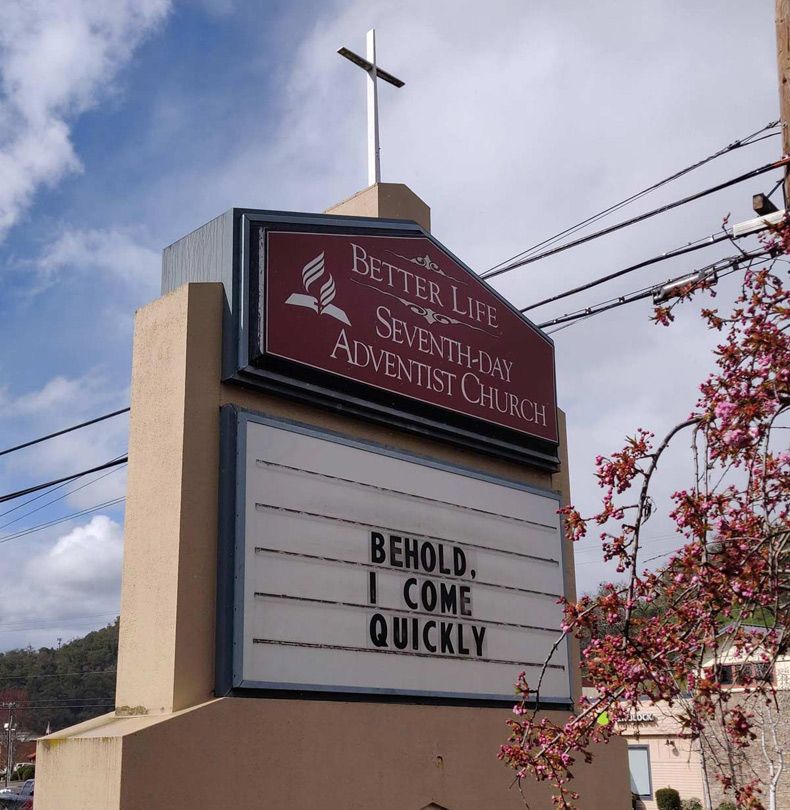 Better Life
Seventh-day
Adventist Church
BEHOLD,
I COME
QUICKLY